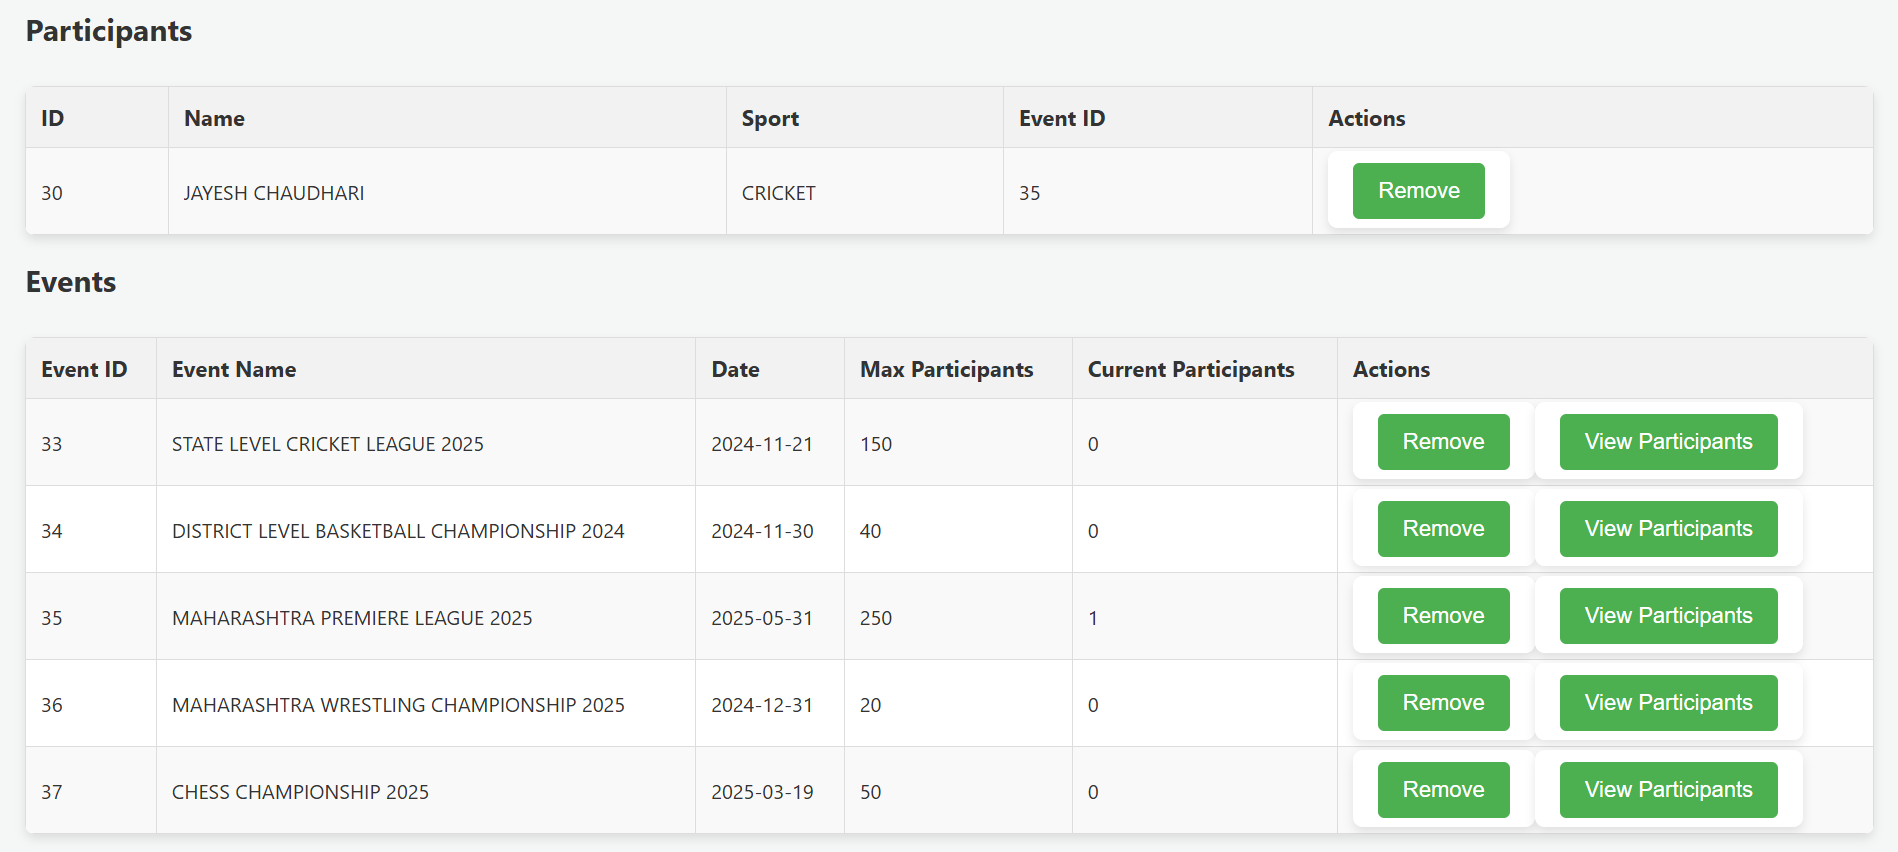 Participants
ID Name Sport Event ID Actions
30 JAYESH CHAUDHARI CRICKET 35 Remove
Events
Event ID Event Name Date Max Participants Current Participants Actions
33 STATE LEVEL CRICKET LEAGUE 2025 2024-11-21 150 0 Remove View Participants
34 DISTRICT LEVEL BASKETBALL CHAMPIONSHIP 2024 2024-11-30 40 0 Remove View Participants
35 MAHARASHTRA PREMIERE LEAGUE 2025 2025-05-31 250 1 Remove View Participants
36 MAHARASHTRA WRESTLING CHAMPIONSHIP 2025 2024-12-31 20 0 Remove View Participants
37 CHESS CHAMPIONSHIP 2025 2025-03-19 50 0 Remove View Participants